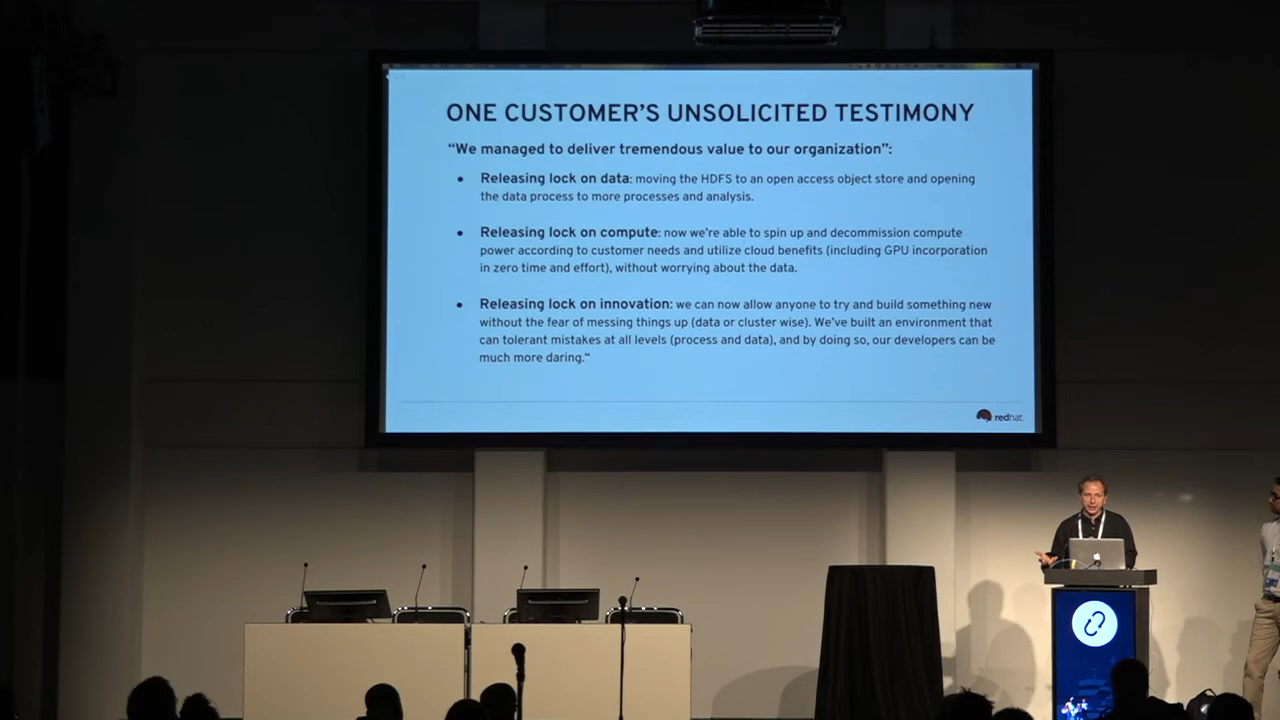 ONE CUSTOMER’S UNSOLICITED TESTIMONY
“We managed to deliver tremendous value to our organization”:
• Releasing lock on data: moving the HDFS to an open access object store and opening
the data process to more processes and analysis.
• Releasing lock on compute: now we’re able to spin up and decommission compute
power according to customer needs and utilize cloud benefits (including GPU incorporation
in zero time and effort), without worrying about the data.
• Releasing lock on innovation: we can now allow anyone to try and build something new
without the fear of messing things up (data or cluster wise). We’ve built an environment that
can tolerant mistakes at all levels (process and data), and by doing so, our developers can be
much more daring.“
redhat.